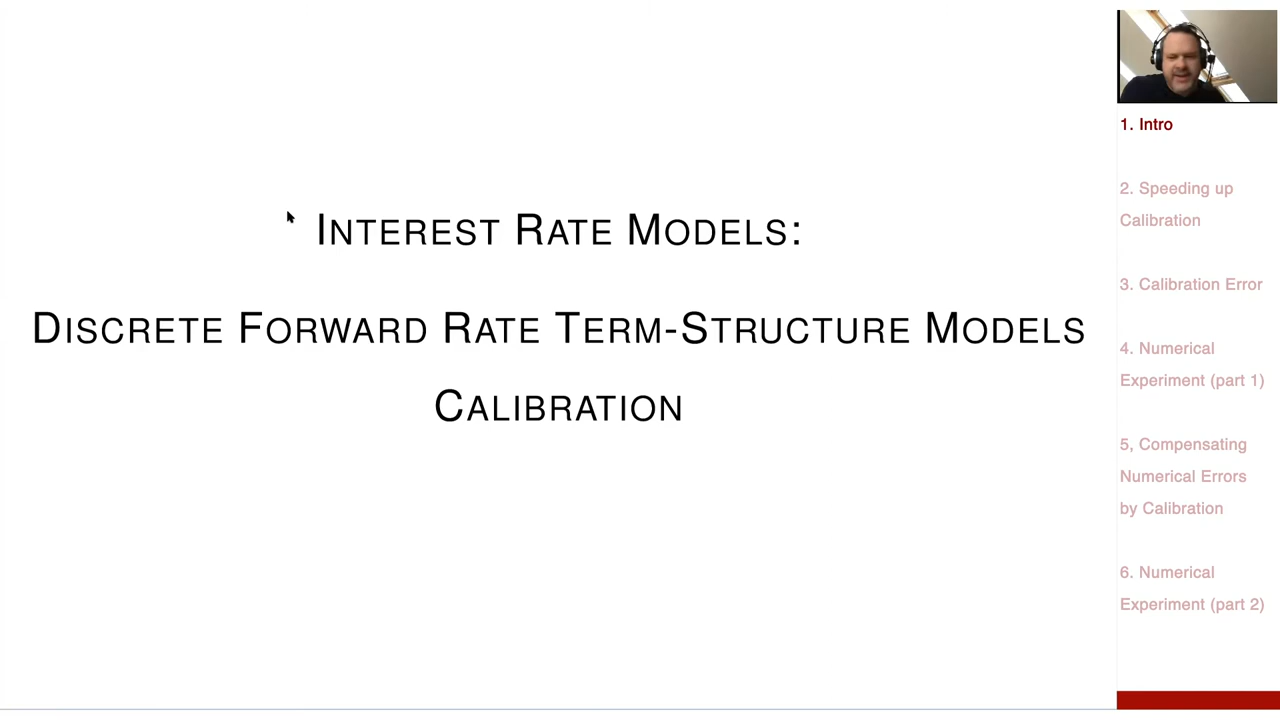 INTEREST RATE MODELS:
DISCRETE FORWARD RATE TERM-STRUCTURE MODELS
CALIBRATION
1. Intro
2. Speeding up
Calibration
3. Calibration Error
4. Numerical
Experiment (part 1)
5, Compensating
Numerical Errors
by Calibration
6. Numerical
Experiment (part 2)